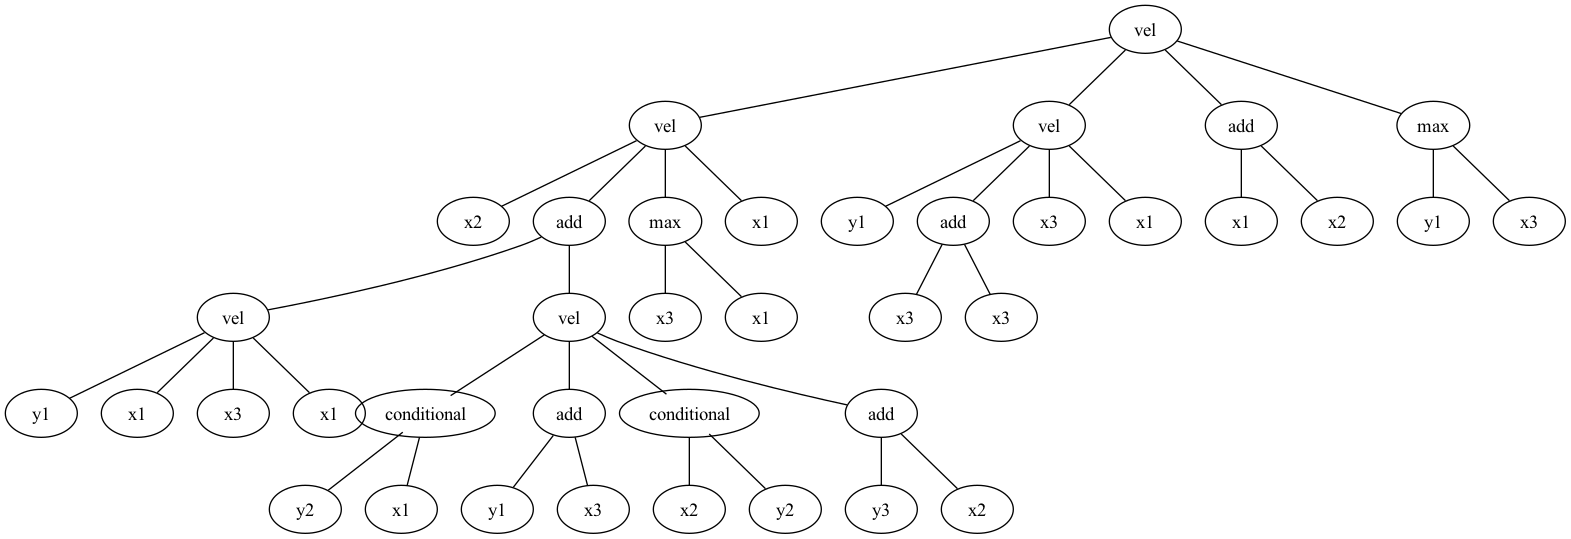 vel
vel vel add max
x2 add max x1 y1 add x3 x1 x1 x2 y1 x3
vel vel x3 x1 x3 x3
y1 x1 x3 x1 conditional add conditional add
y2 x1 y1 x3 x2 y2 y3 x2